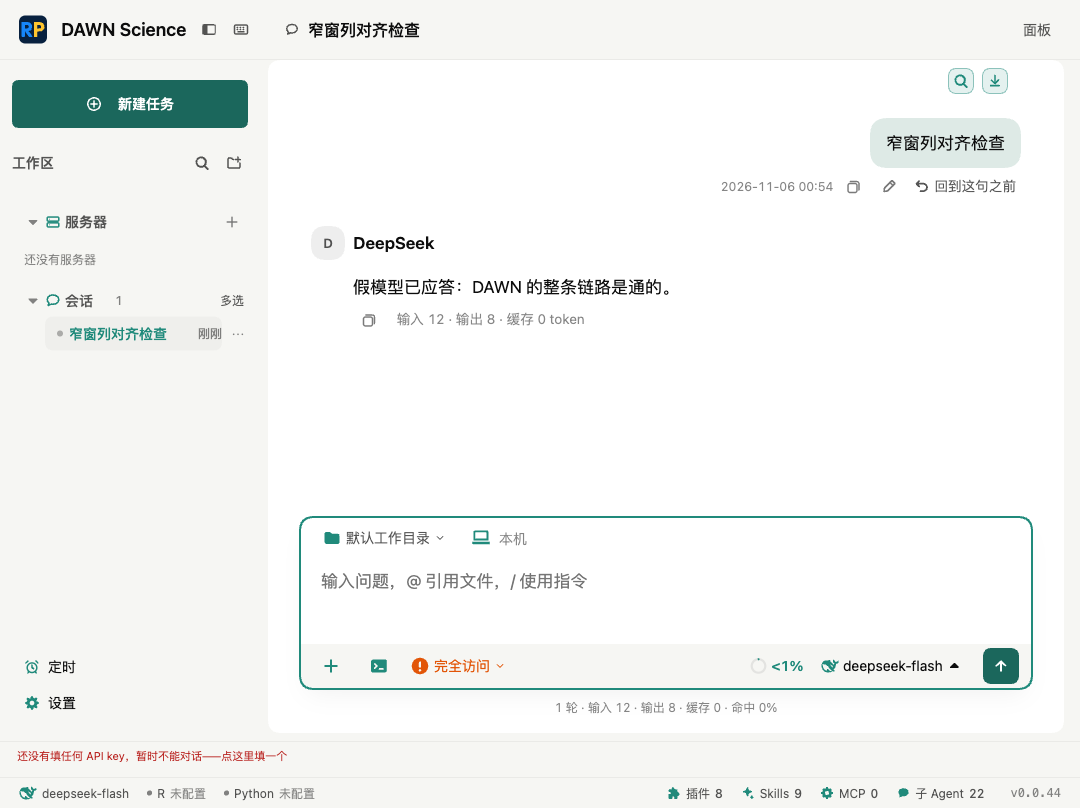 RP DAWN Science 窄窗列对齐检查 面板
新建任务
工作区
服务器
还没有服务器
会话 1 多选
窄窗列对齐检查 刚刚 ···
定时
设置
窄窗列对齐检查
2026-11-06 00:54 回到这句之前
D DeepSeek
假模型已应答：DAWN 的整条链路是通的。
输入 12 · 输出 8 · 缓存 0 token
默认工作目录 本机
输入问题，@ 引用文件，/ 使用指令
完全访问 <1% deepseek-flash
1 轮 · 输入 12 · 输出 8 · 缓存 0 · 命中 0%
还没有填任何 API key，暂时不能对话——点这里填一个
deepseek-flash R 未配置 Python 未配置 插件 8 Skills 9 MCP 0 子 Agent 22 v0.0.44